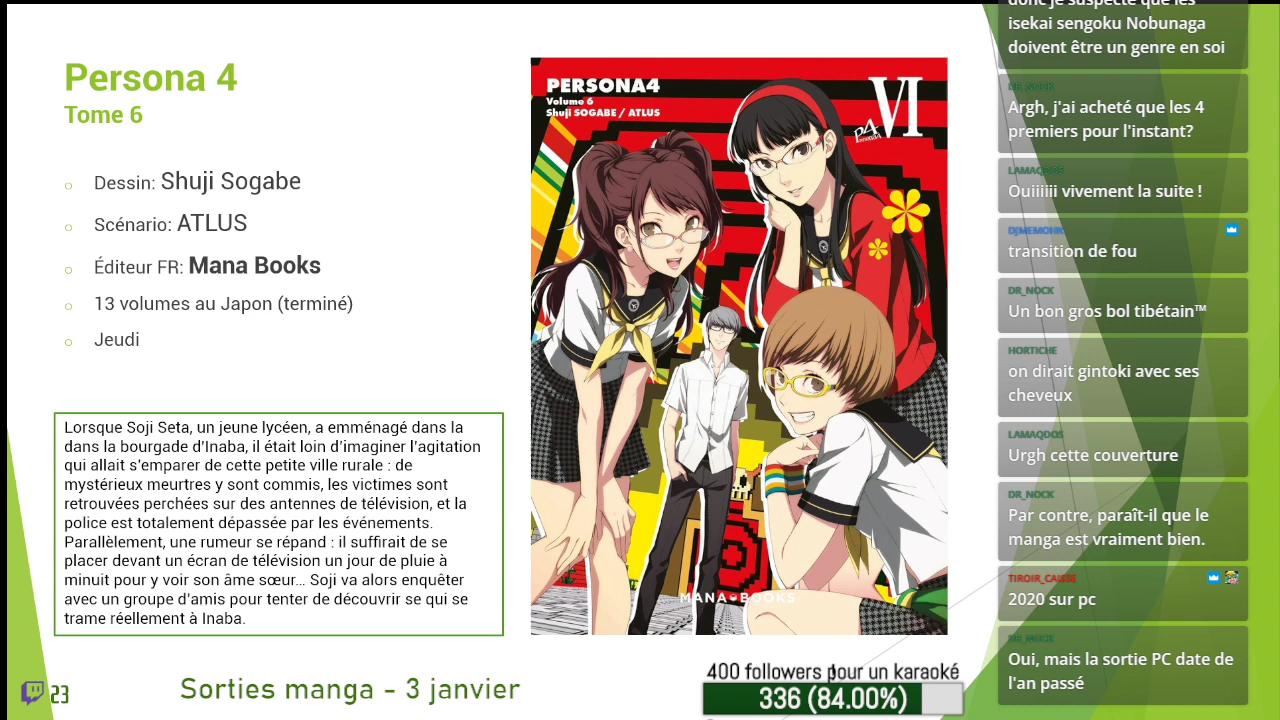 Persona 4
Tome 6
Dessin: Shuji Sogabe
Scénario: ATLUS
Éditeur FR: Mana Books
13 volumes au Japon (terminé)
Jeudi
Lorsque Soji Seta, un jeune lycéen, a emménagé dans la
dans la bourgade d'Inaba, il était loin d'imaginer l'agitation
qui allait s'emparer de cette petite ville rurale : de
mystérieux meurtres y sont commis, les victimes sont
retrouvées perchées sur des antennes de télévision, et la
police est totalement dépassée par les événements.
Parallèlement, une rumeur se répand : il suffirait de se
placer devant un écran de télévision un jour de pluie à
minuit pour y voir son âme sœur… Soji va alors enquêter
avec un groupe d'amis pour tenter de découvrir se qui se
trame réellement à Inaba.
PERSONA4
Volume 6
Shuji SOGABE / ATLUS
VI
P4
MANA BOOKS
23
Sorties manga - 3 janvier
400 followers pour un karaoké
336 (84.00%)
donc je suspecte que les
isekai sengoku Nobunaga
doivent être un genre en soi
DR_NOCK
Argh, j'ai acheté que les 4
premiers pour l'instant?
LAMAQDOS
Ouiiiiii vivement la suite !
DJMEMOHR
transition de fou
DR_NOCK
Un bon gros bol tibétain™
HORTICHE
on dirait gintoki avec ses
cheveux
LAMAQDOS
Urgh cette couverture
DR_NOCK
Par contre, paraît-il que le
manga est vraiment bien.
TIROIR_CAISSE
2020 sur pc
DR_NOCK
Oui, mais la sortie PC date de
l'an passé